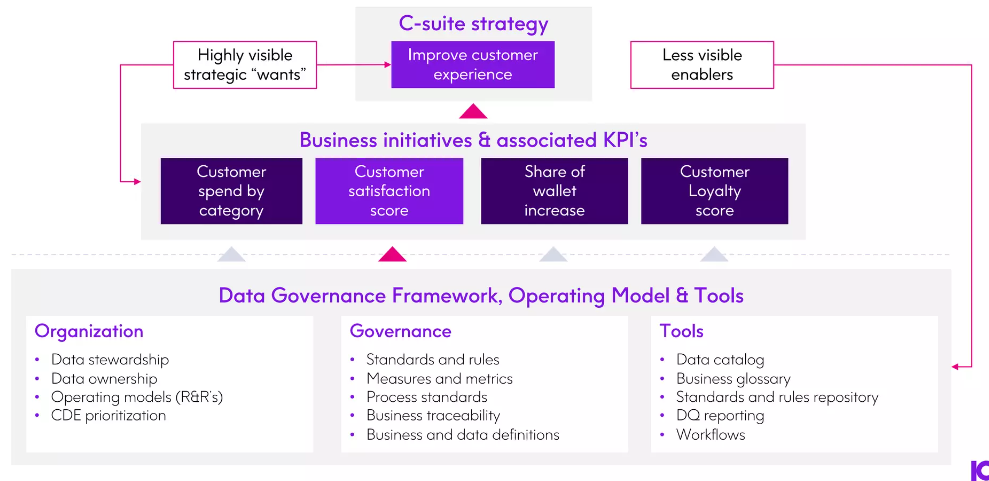 C-suite strategy
Highly visible
strategic “wants”
Improve customer
experience
Less visible
enablers
Business initiatives & associated KPI’s
Customer
spend by
category
Customer
satisfaction
score
Share of
wallet
increase
Customer
Loyalty
score
Data Governance Framework, Operating Model & Tools
Organization
• Data stewardship
• Data ownership
• Operating models (R&R’s)
• CDE prioritization
Governance
• Standards and rules
• Measures and metrics
• Process standards
• Business traceability
• Business and data definitions
Tools
• Data catalog
• Business glossary
• Standards and rules repository
• DQ reporting
• Workflows